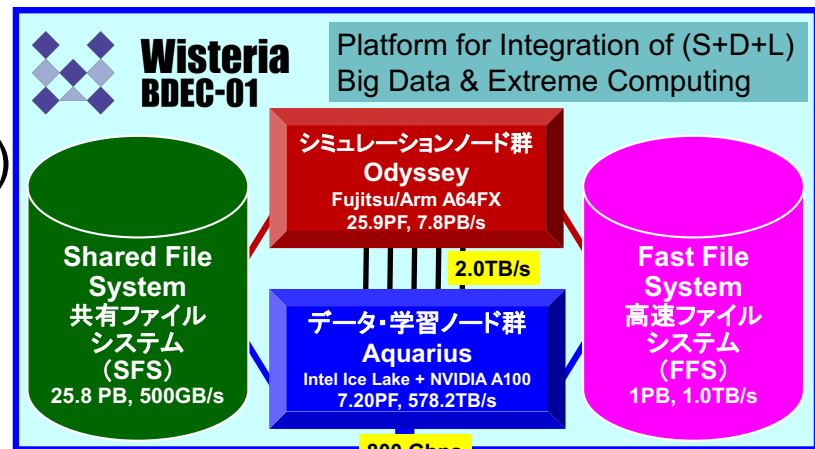 Wisteria
BDEC-01
Platform for Integration of (S+D+L)
Big Data & Extreme Computing
シミュレーションノード群
Odyssey
Fujitsu/Arm A64FX
25.9PF, 7.8PB/s
2.0TB/s
Shared File
System
共有ファイル
システム
(SFS)
25.8 PB, 500GB/s
データ・学習ノード群
Aquarius
Intel Ice Lake + NVIDIA A100
7.20PF, 578.2TB/s
Fast File
System
高速ファイル
システム
(FFS)
1PB, 1.0TB/s
800 Gbps